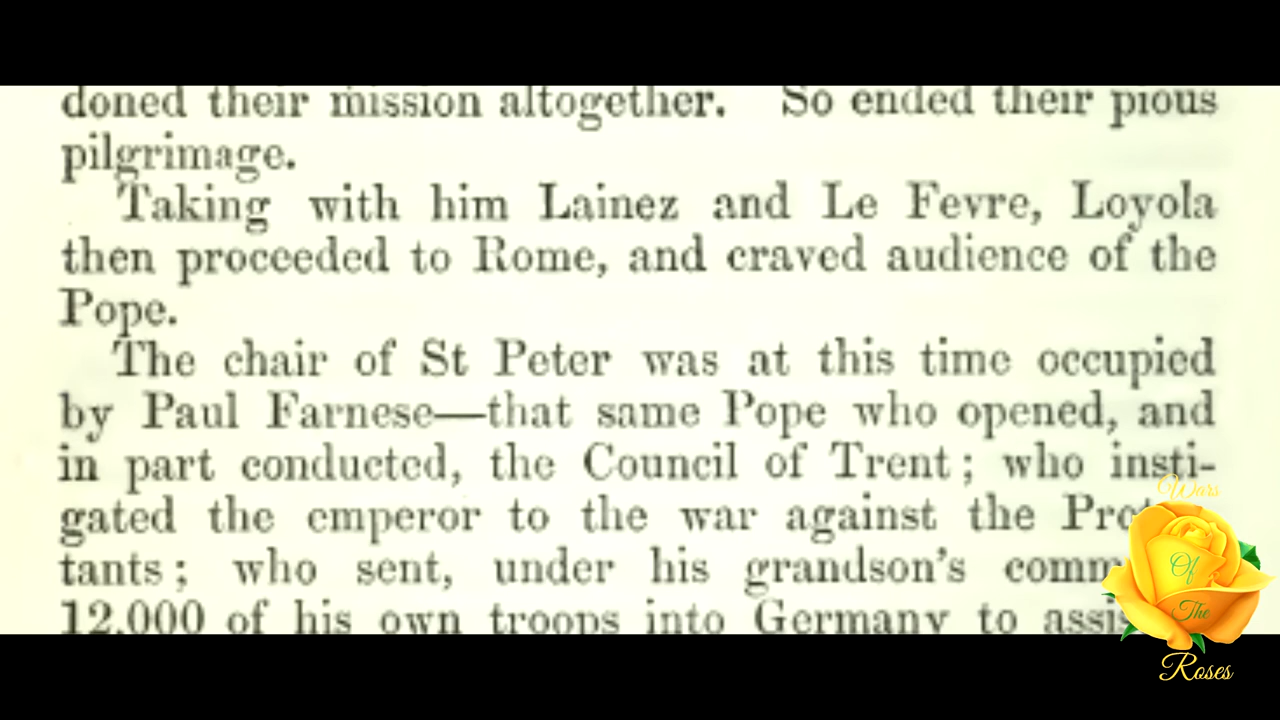 doned their mission altogether. So ended their pious
pilgrimage.
Taking with him Lainez and Le Fevre, Loyola
then proceeded to Rome, and craved audience of the
Pope.
The chair of St Peter was at this time occupied
by Paul Farnese—that same Pope who opened, and
in part conducted, the Council of Trent; who insti-
gated the emperor to the war against the
tants; who sent, under his grandson's
12,000 of his own troops into Germany to
Wars
Of
The
Roses